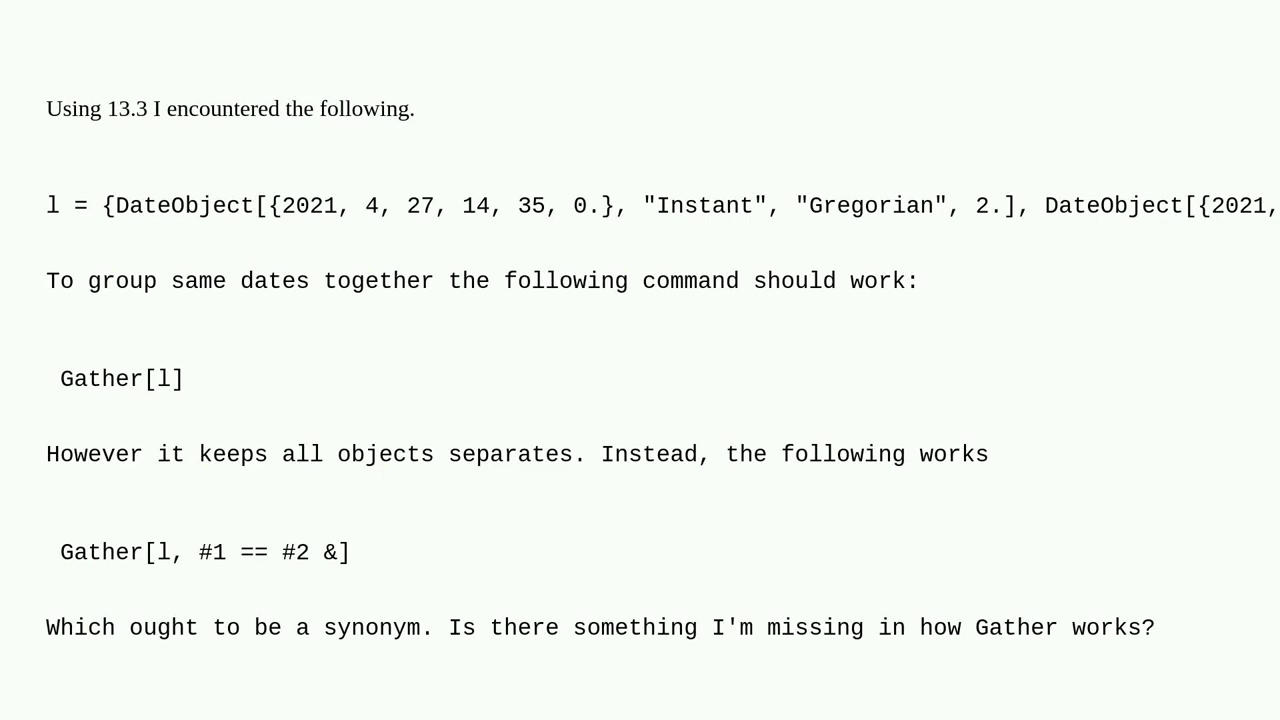 Using 13.3 I encountered the following.
l = {DateObject[{2021, 4, 27, 14, 35, 0.}, "Instant", "Gregorian", 2.], DateObject[{2021,
To group same dates together the following command should work:
Gather[l]
However it keeps all objects separates. Instead, the following works
Gather[l, #1 == #2 &]
Which ought to be a synonym. Is there something I'm missing in how Gather works?